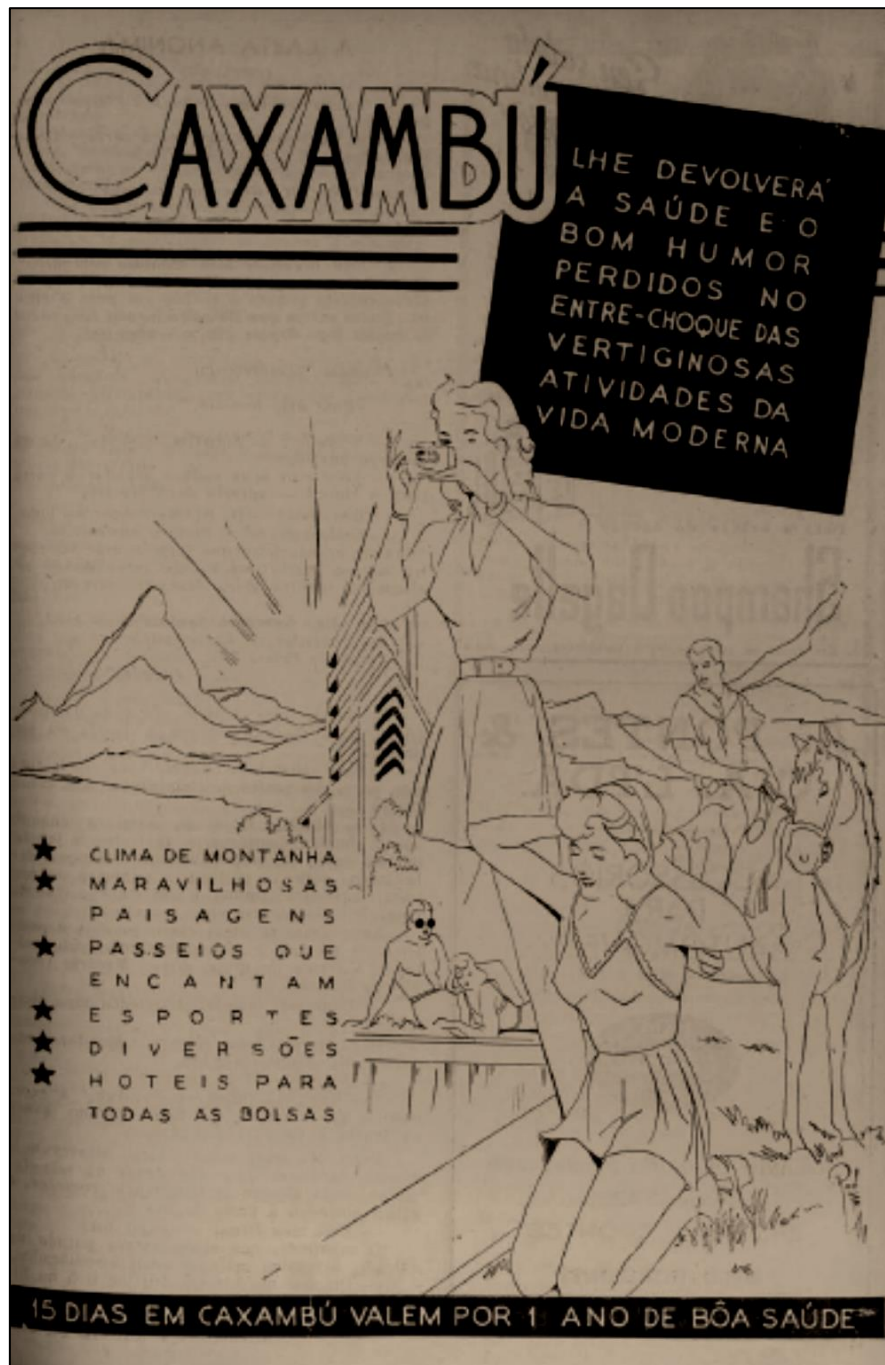 CAXAMBÚ
LHE DEVOLVERÁ
A SAÚDE E O
BOM HUMOR
PERDIDOS NO
ENTRE-CHOQUE DAS
VERTIGINOSAS
ATIVIDADES DA
VIDA MODERNA
★ CLIMA DE MONTANHA
★ MARAVILHOSAS
PAISAGENS
★ PASSEIOS QUE
ENCANTAM
★ ESPORTES
★ DIVERSÕES
★ HOTEIS PARA
TODAS AS BOLSAS
15 DIAS EM CAXAMBÚ VALEM POR 1 ANO DE BÔA SAÚDE